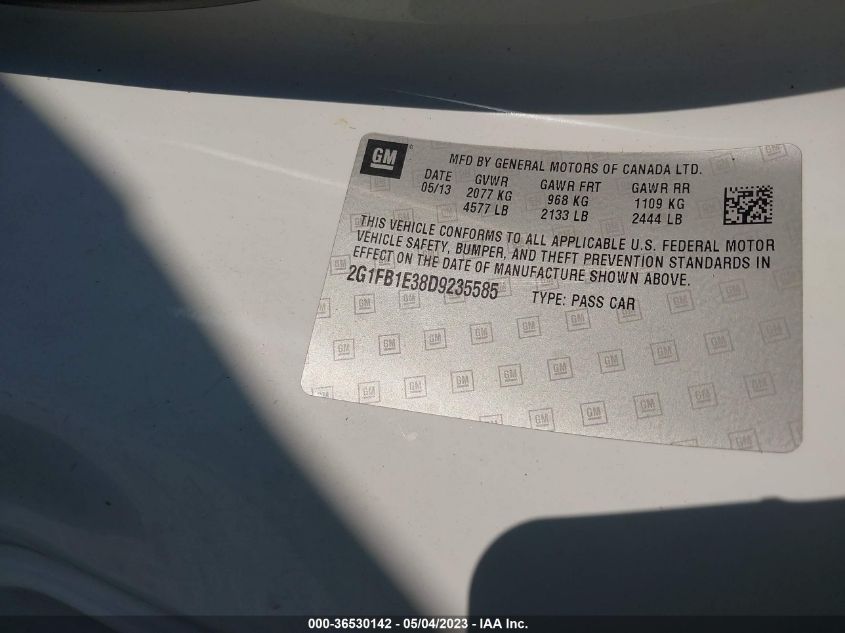 GM
MFD BY GENERAL MOTORS OF CANADA LTD.
DATE GVWR GAWR FRT GAWR RR
05/13 2077 KG 968 KG 1109 KG
4577 LB 2133 LB 2444 LB
THIS VEHICLE CONFORMS TO ALL APPLICABLE U.S. FEDERAL MOTOR
VEHICLE SAFETY, BUMPER, AND THEFT PREVENTION STANDARDS IN
EFFECT ON THE DATE OF MANUFACTURE SHOWN ABOVE.
2G1FB1E38D9235585 TYPE: PASS CAR
000-36530142 - 05/04/2023 - IAA Inc.